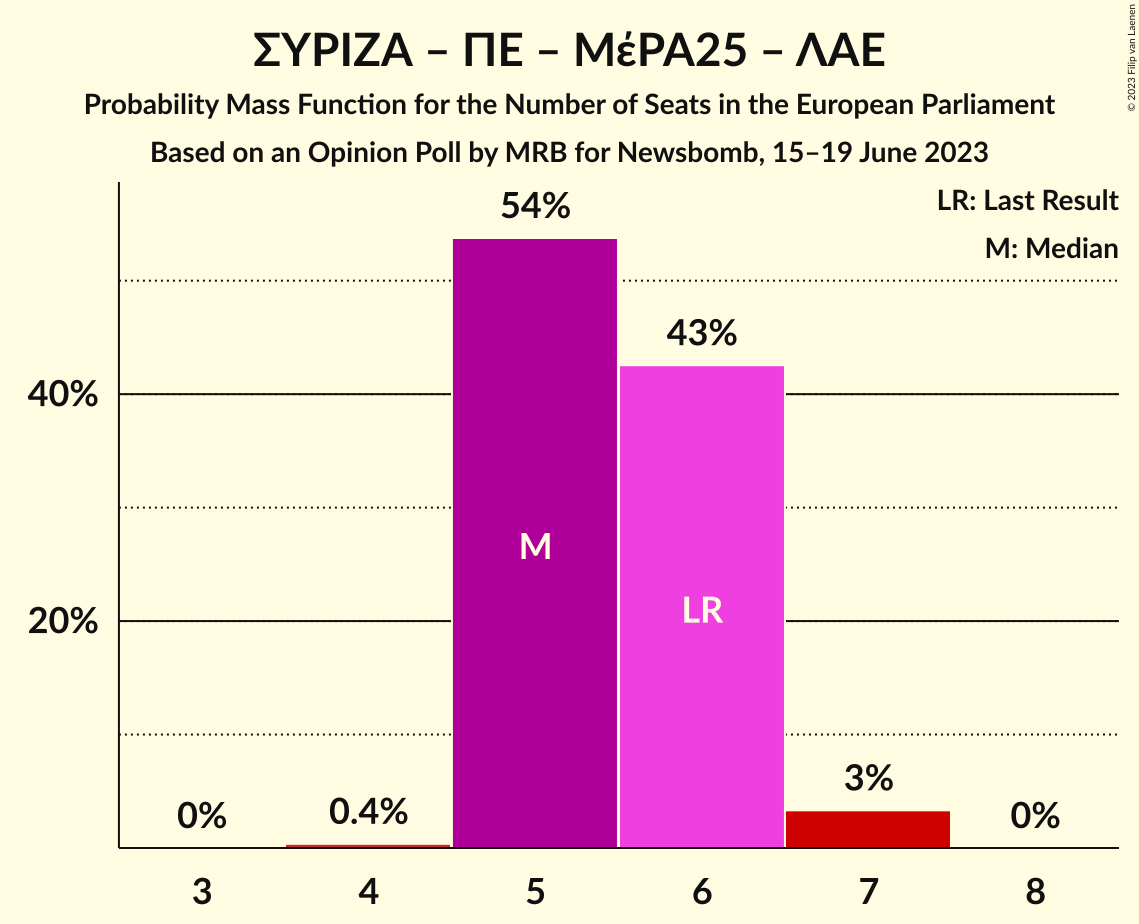 ΣΥΡΙΖΑ – ΠΕ – ΜέΡΑ25 – ΛΑΕ
Probability Mass Function for the Number of Seats in the European Parliament
Based on an Opinion Poll by MRB for Newsbomb, 15–19 June 2023
© 2023 Filip van Laenen
LR: Last Result
M: Median
54%
43%
40%
M
LR
20%
3%
0%
0.4%
0%
3 4 5 6 7 8